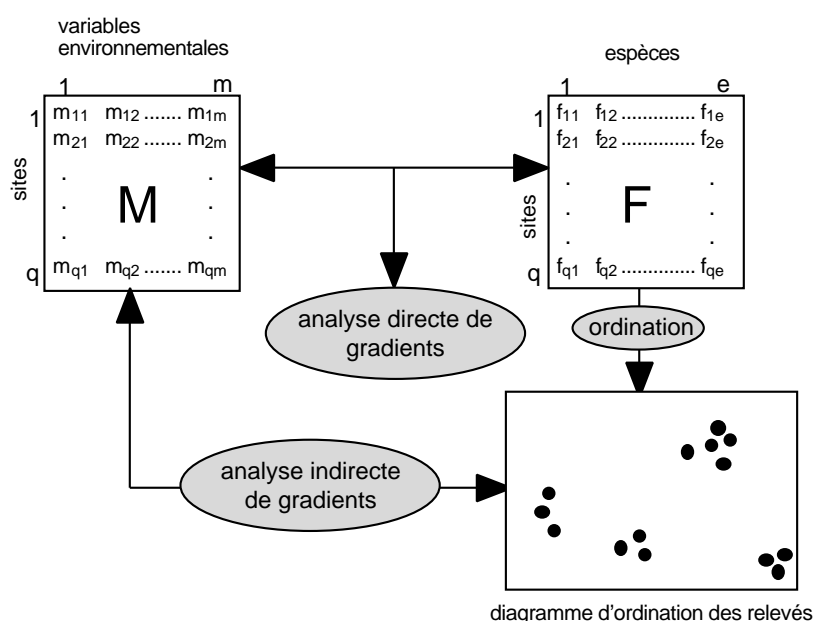 variables
environnementales
1 m
1 m11 m12 ....... m1m
m21 m22 ....... m2m
. .
sites
. M .
. .
q mq1 mq2 ....... mqm
espèces
1 e
1 f11 f12 .............. f1e
f21 f22 .............. f2e
. .
sites
. F .
. .
q fq1 fq2 .............. fqe
analyse directe de
gradients
ordination
analyse indirecte
de gradients
diagramme d'ordination des relevés